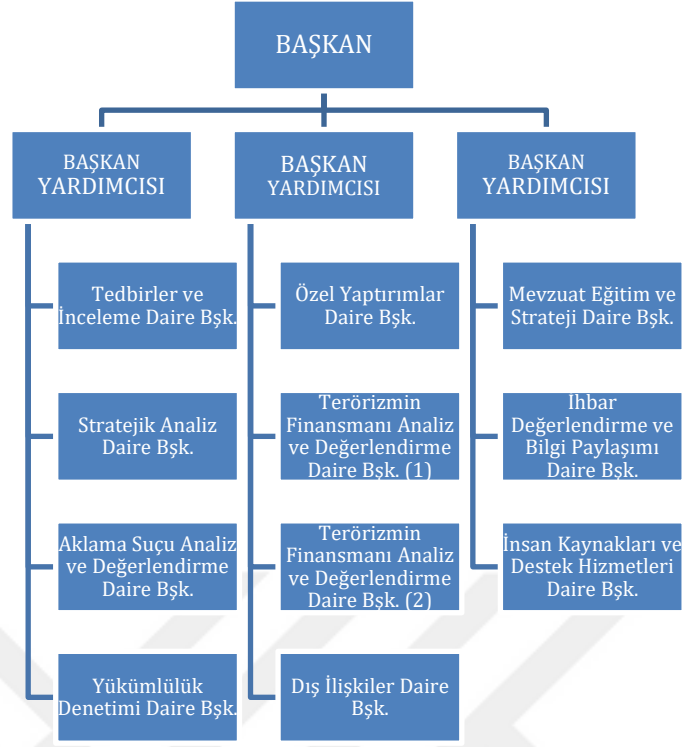 BAŞKAN
BAŞKAN
YARDIMCISI
Tedbirler ve
İnceleme Daire Bşk.
Stratejik Analiz
Daire Bşk.
Aklama Suçu Analiz
ve Değerlendirme
Daire Bşk.
Yükümlülük
Denetimi Daire Bşk.
BAŞKAN
YARDIMCISI
Özel Yaptırımlar
Daire Bşk.
Terörizmin
Finansmanı Analiz
ve Değerlendirme
Daire Bşk. (1)
Terörizmin
Finansmanı Analiz
ve Değerlendirme
Daire Bşk. (2)
Dış İlişkiler Daire
Bşk.
BAŞKAN
YARDIMCISI
Mevzuat Eğitim ve
Strateji Daire Bşk.
İhbar
Değerlendirme ve
Bilgi Paylaşımı
Daire Bşk.
İnsan Kaynakları ve
Destek Hizmetleri
Daire Bşk.